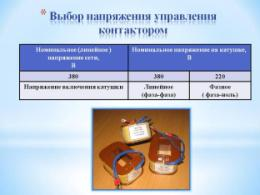 * Выбор напряжения управления
контактором
Номинальное (линейное)
напряжение сети,
В
Номинальное напряжение на катушке,
В
380
380
220
Напряжение включения катушки
Линейное
(фаза-фаза)
Фазное
( фаза-ноль)